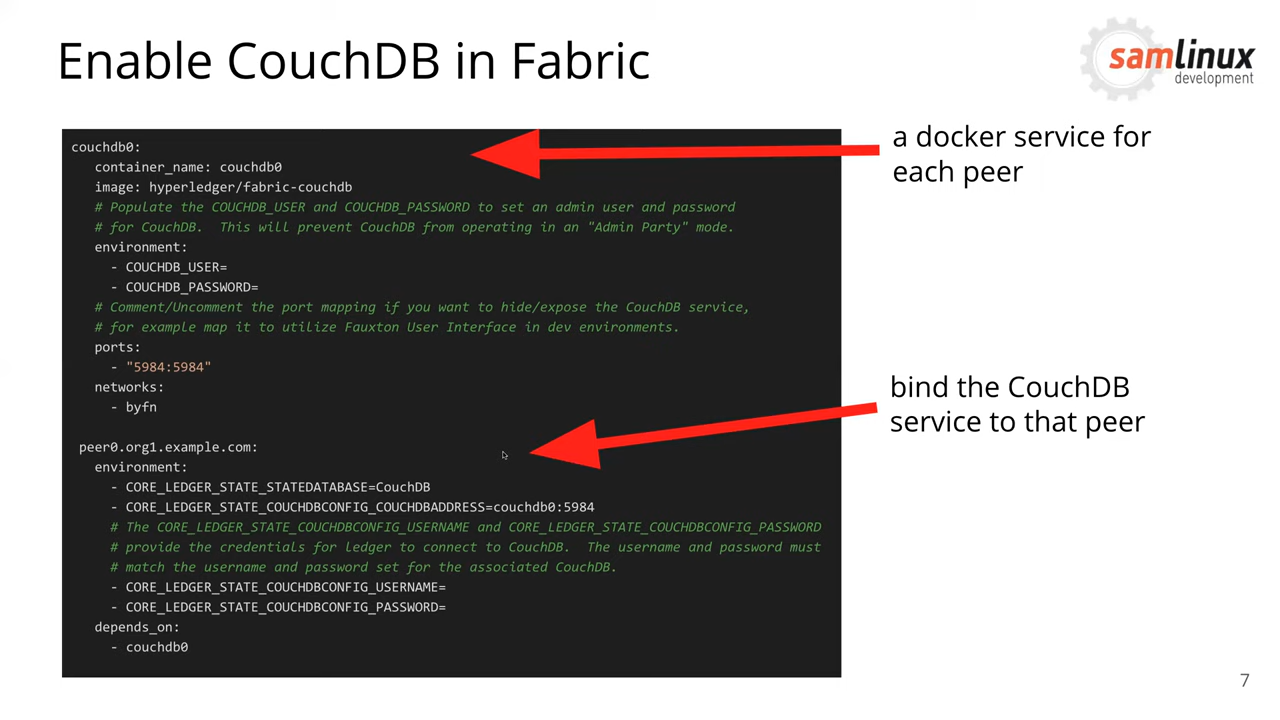 Enable CouchDB in Fabric
samlinux
development
couchdb0:
container_name: couchdb0
image: hyperledger/fabric-couchdb
# Populate the COUCHDB_USER and COUCHDB_PASSWORD to set an admin user and password
# for CouchDB.  This will prevent CouchDB from operating in an "Admin Party" mode.
environment:
- COUCHDB_USER=
- COUCHDB_PASSWORD=
# Comment/Uncomment the port mapping if you want to hide/expose the CouchDB service,
# for example map it to utilize Fauxton User Interface in dev environments.
ports:
- "5984:5984"
networks:
- byfn
peer0.org1.example.com:
environment:
- CORE_LEDGER_STATE_STATEDATABASE=CouchDB
- CORE_LEDGER_STATE_COUCHDBCONFIG_COUCHDBADDRESS=couchdb0:5984
# The CORE_LEDGER_STATE_COUCHDBCONFIG_USERNAME and CORE_LEDGER_STATE_COUCHDBCONFIG_PASSWORD
# provide the credentials for ledger to connect to CouchDB.  The username and password must
# match the username and password set for the associated CouchDB.
- CORE_LEDGER_STATE_COUCHDBCONFIG_USERNAME=
- CORE_LEDGER_STATE_COUCHDBCONFIG_PASSWORD=
depends_on:
- couchdb0
a docker service for
each peer
bind the CouchDB
service to that peer
7